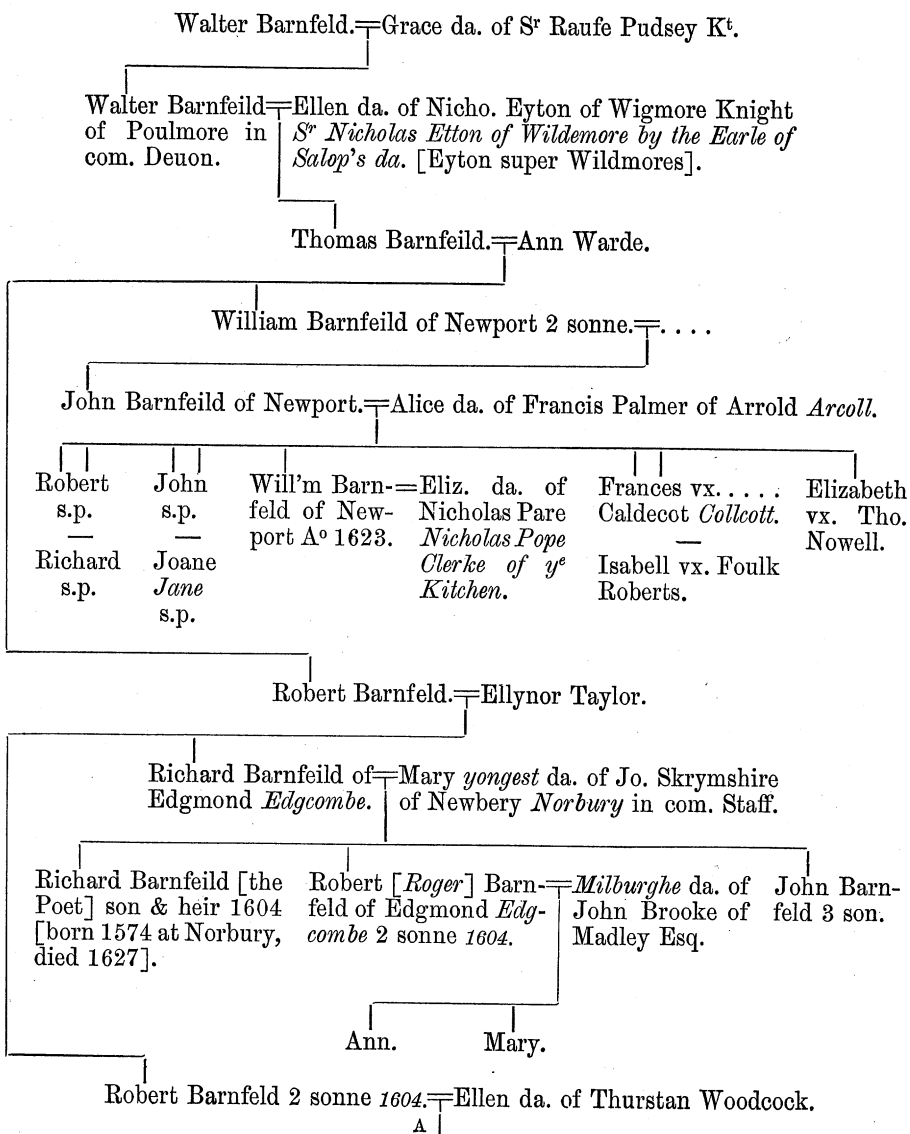 Walter Barnfeld.=Grace da. of Sʳ Raufe Pudsey Kᵗ.
Walter Barnfeild=Ellen da. of Nicho. Eyton of Wigmore Knight
of Poulmore in Sʳ Nicholas Etton of Wildemore by the Earle of
com. Deuon. Salop's da. [Eyton super Wildmores].
Thomas Barnfeild.=Ann Warde.
William Barnfeild of Newport 2 sonne.=. . . .
John Barnfeild of Newport.=Alice da. of Francis Palmer of Arrold Arcoll.
Robert
s.p.
—
Richard
s.p.
John
s.p.
—
Joane
Jane
s.p.
Will'm Barn-
feld of New-
port Aᵒ 1623.
=Eliz. da. of
Nicholas Pare
Nicholas Pope
Clerke of yᵉ
Kitchen.
Frances vx. . . . .
Caldecot Collcott.
—
Isabell vx. Foulk
Roberts.
Elizabeth
vx. Tho.
Nowell.
Robert Barnfeld.=Ellynor Taylor.
Richard Barnfeild of=Mary yongest da. of Jo. Skrymshire
Edgmond Edgcombe. of Newbery Norbury in com. Staff.
Richard Barnfeild [the
Poet] son & heir 1604
[born 1574 at Norbury,
died 1627].
Robert [Roger] Barn-
feld of Edgmond Edg-
combe 2 sonne 1604.
=Milburghe da. of
John Brooke of
Madley Esq.
John Barn-
feld 3 son.
Ann. Mary.
Robert Barnfeld 2 sonne 1604.=Ellen da. of Thurstan Woodcock.
A